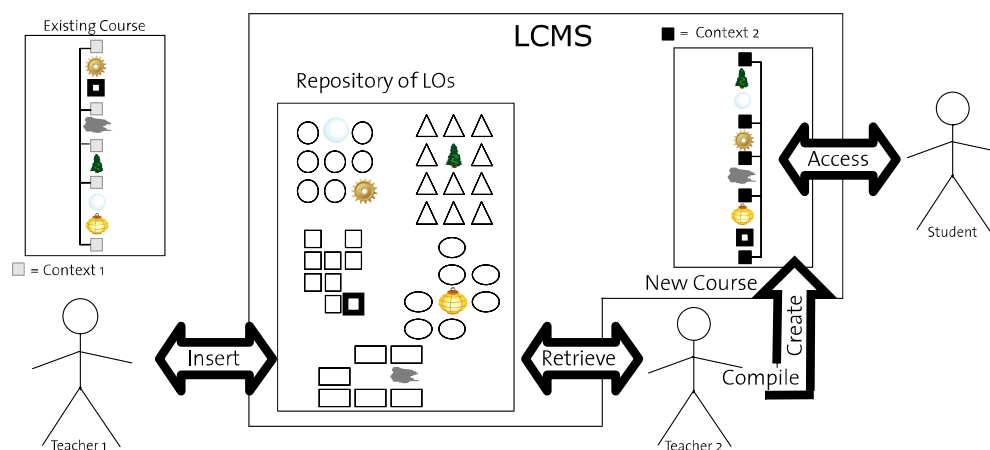 Existing Course
= Context 1
LCMS
Repository of LOs
= Context 2
New Course
Access
Student
Insert
Retrieve
Create
Compile
Teacher 1
Teacher 2